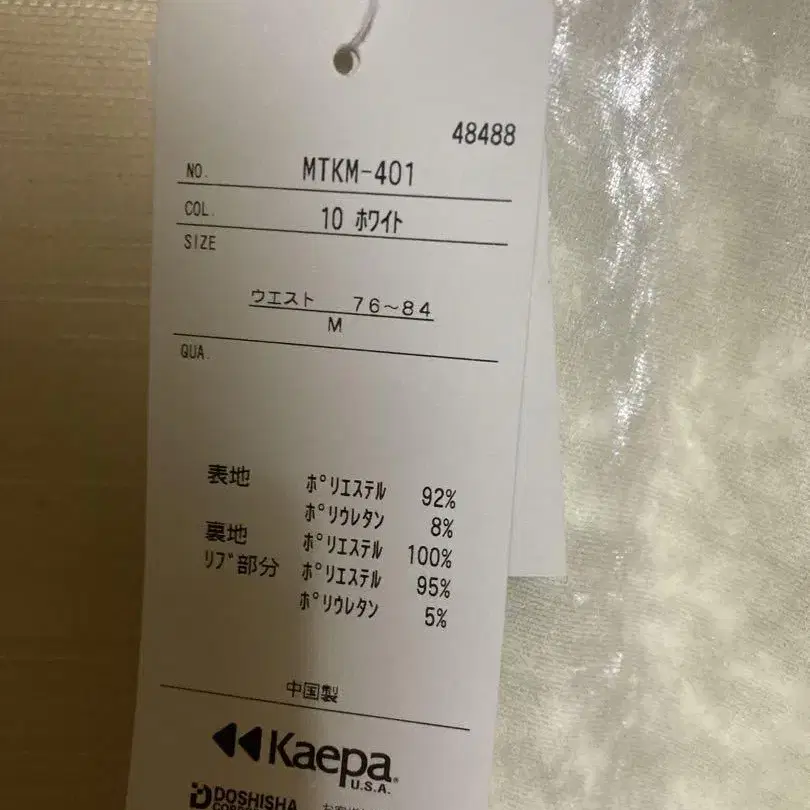 48488
NO. MTKM-401
COL. 10 ホワイト
SIZE
ウエスト 76~84
M
QUA.
表地 ポリエステル 92%
ポリウレタン 8%
裏地 ポリエステル 100%
リブ部分 ポリエステル 95%
ポリウレタン 5%
中国製
Kaepa
U.S.A.
DOSHISHA